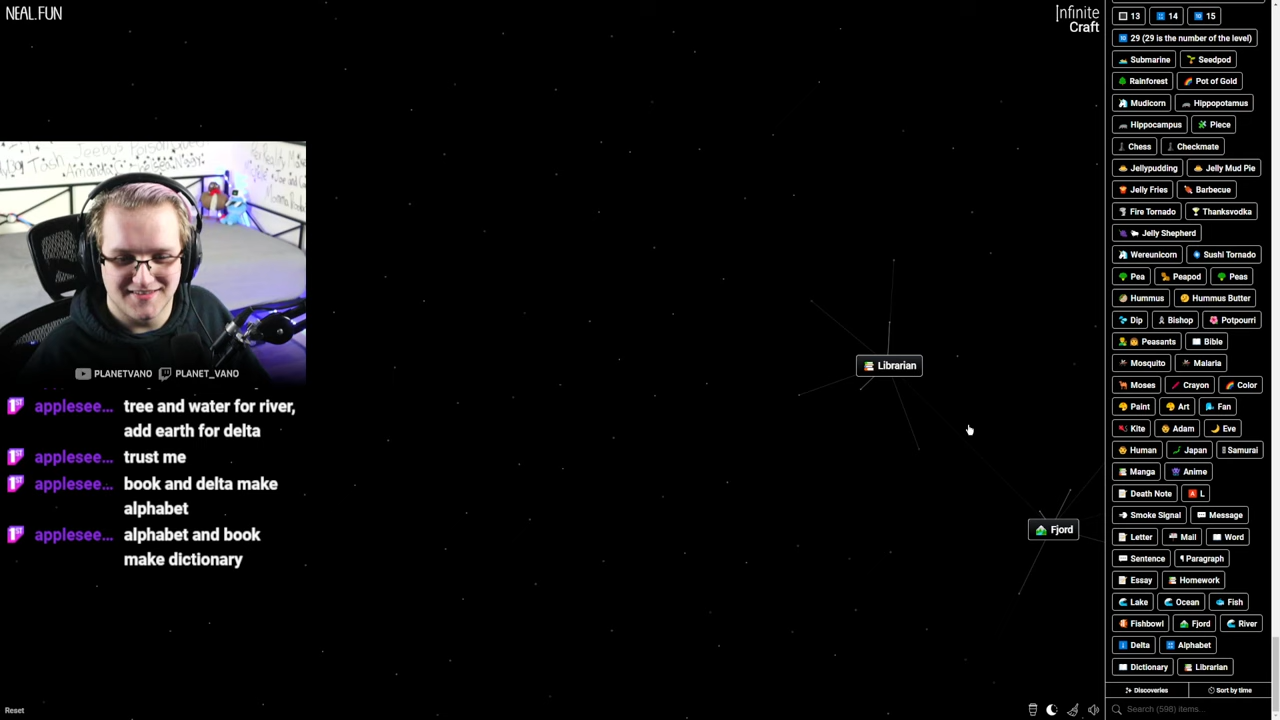 NEAL.FUN
Infinite
Craft
PLANETVANO PLANET_VANO
1ST applesee... tree and water for river,
add earth for delta
1ST applesee... trust me
1ST applesee... book and delta make
alphabet
1ST applesee... alphabet and book
make dictionary
Librarian
Fjord
13 14 15
29 (29 is the number of the level)
Submarine Seedpod
Rainforest Pot of Gold
Mudicorn Hippopotamus
Hippocampus Piece
Chess Checkmate
Jellypudding Jelly Mud Pie
Jelly Fries Barbecue
Fire Tornado Thanksvodka
Jelly Shepherd
Wereunicorn Sushi Tornado
Pea Peapod Peas
Hummus Hummus Butter
Dip Bishop Potpourri
Peasants Bible
Mosquito Malaria
Moses Crayon Color
Paint Art Fan
Kite Adam Eve
Human Japan Samurai
Manga Anime
Death Note L
Smoke Signal Message
Letter Mail Word
Sentence Paragraph
Essay Homework
Lake Ocean Fish
Fishbowl Fjord River
Delta Alphabet
Dictionary Librarian
Discoveries Sort by time
Search (598) items...
Reset